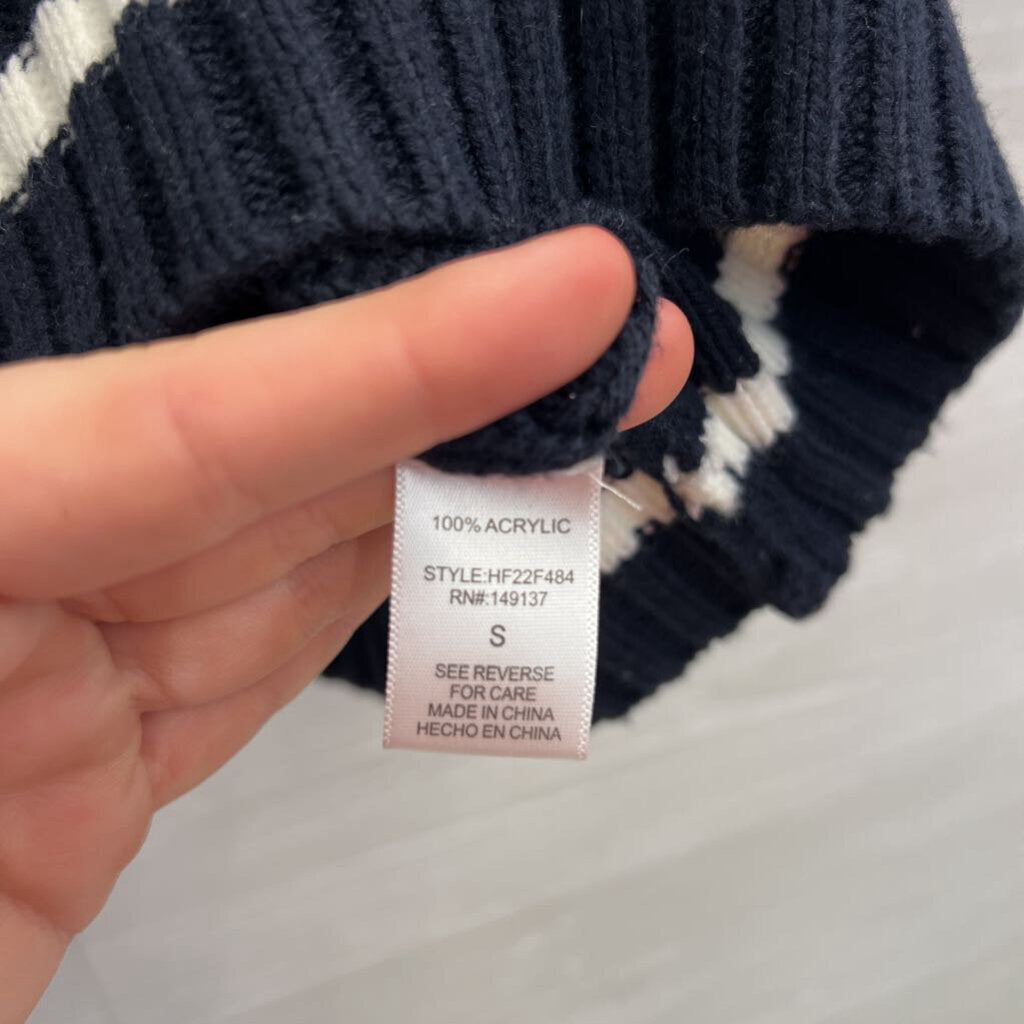 100% ACRYLIC
STYLE:HF22F484
RN#:149137
S
SEE REVERSE
FOR CARE
MADE IN CHINA
HECHO EN CHINA